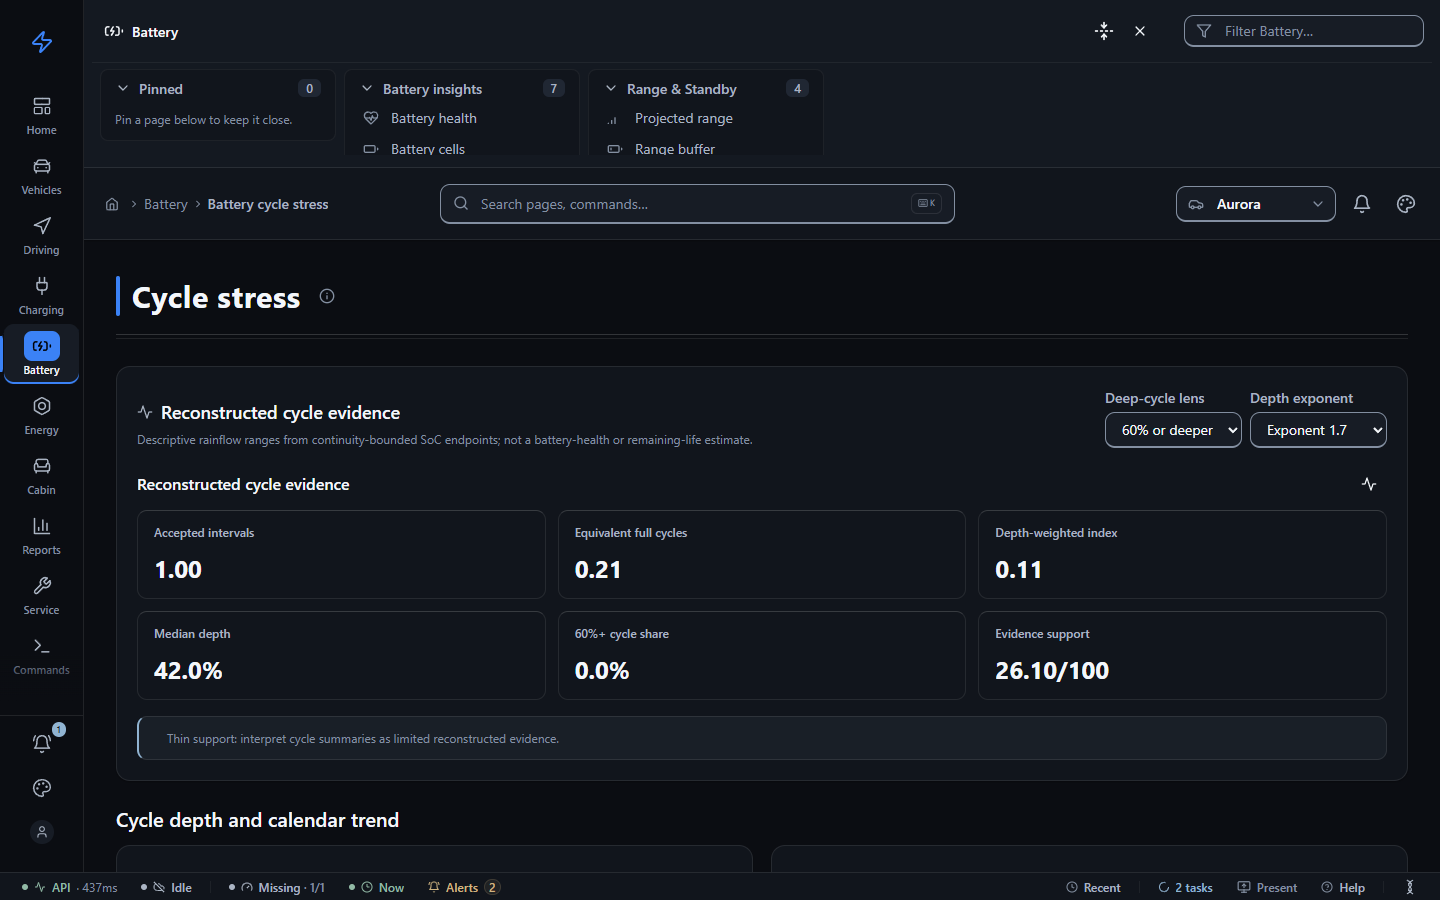 Battery
Filter Battery...
Pinned 0
Pin a page below to keep it close.
Battery insights 7
Battery health
Battery cells
Range & Standby 4
Projected range
Range buffer
Home
Vehicles
Driving
Charging
Battery
Energy
Cabin
Reports
Service
Commands
1
Battery
Battery cycle stress
Search pages, commands...
K
Aurora
Cycle stress
Reconstructed cycle evidence
Descriptive rainflow ranges from continuity-bounded SoC endpoints; not a battery-health or remaining-life estimate.
Deep-cycle lens
60% or deeper
Depth exponent
Exponent 1.7
Reconstructed cycle evidence
Accepted intervals
1.00
Equivalent full cycles
0.21
Depth-weighted index
0.11
Median depth
42.0%
60%+ cycle share
0.0%
Evidence support
26.10/100
Thin support: interpret cycle summaries as limited reconstructed evidence.
Cycle depth and calendar trend
API · 437ms
Idle
Missing · 1/1
Now
Alerts 2
Recent
2 tasks
Present
Help